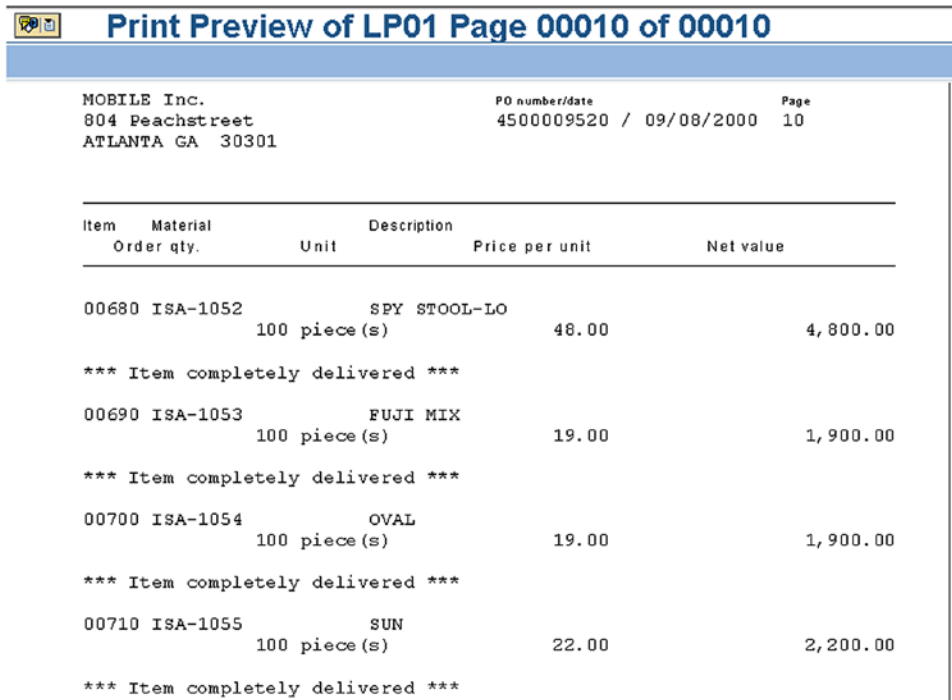 Print Preview of LP01 Page 00010 of 00010
MOBILE Inc. PO number/date Page
804 Peachstreet 4500009520 / 09/08/2000 10
ATLANTA GA 30301
Item Material Description
Order qty. Unit Price per unit Net value
00680 ISA-1052 SPY STOOL-LO
100 piece(s) 48.00 4,800.00
*** Item completely delivered ***
00690 ISA-1053 FUJI MIX
100 piece(s) 19.00 1,900.00
*** Item completely delivered ***
00700 ISA-1054 OVAL
100 piece(s) 19.00 1,900.00
*** Item completely delivered ***
00710 ISA-1055 SUN
100 piece(s) 22.00 2,200.00
*** Item completely delivered ***